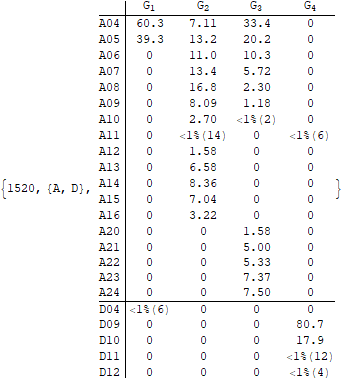 G1 G2 G3 G4
A04 60.3 7.11 33.4 0
A05 39.3 13.2 20.2 0
A06 0 11.0 10.3 0
A07 0 13.4 5.72 0
A08 0 16.8 2.30 0
A09 0 8.09 1.18 0
A10 0 2.70 <1%(2) 0
A11 0 <1%(14) 0 <1%(6)
A12 0 1.58 0 0
A13 0 6.58 0 0
{1520, {A, D}, A14 0 8.36 0 0 }
A15 0 7.04 0 0
A16 0 3.22 0 0
A20 0 0 1.58 0
A21 0 0 5.00 0
A22 0 0 5.33 0
A23 0 0 7.37 0
A24 0 0 7.50 0
D04 <1%(6) 0 0 0
D09 0 0 0 80.7
D10 0 0 0 17.9
D11 0 0 0 <1%(12)
D12 0 0 0 <1%(4)